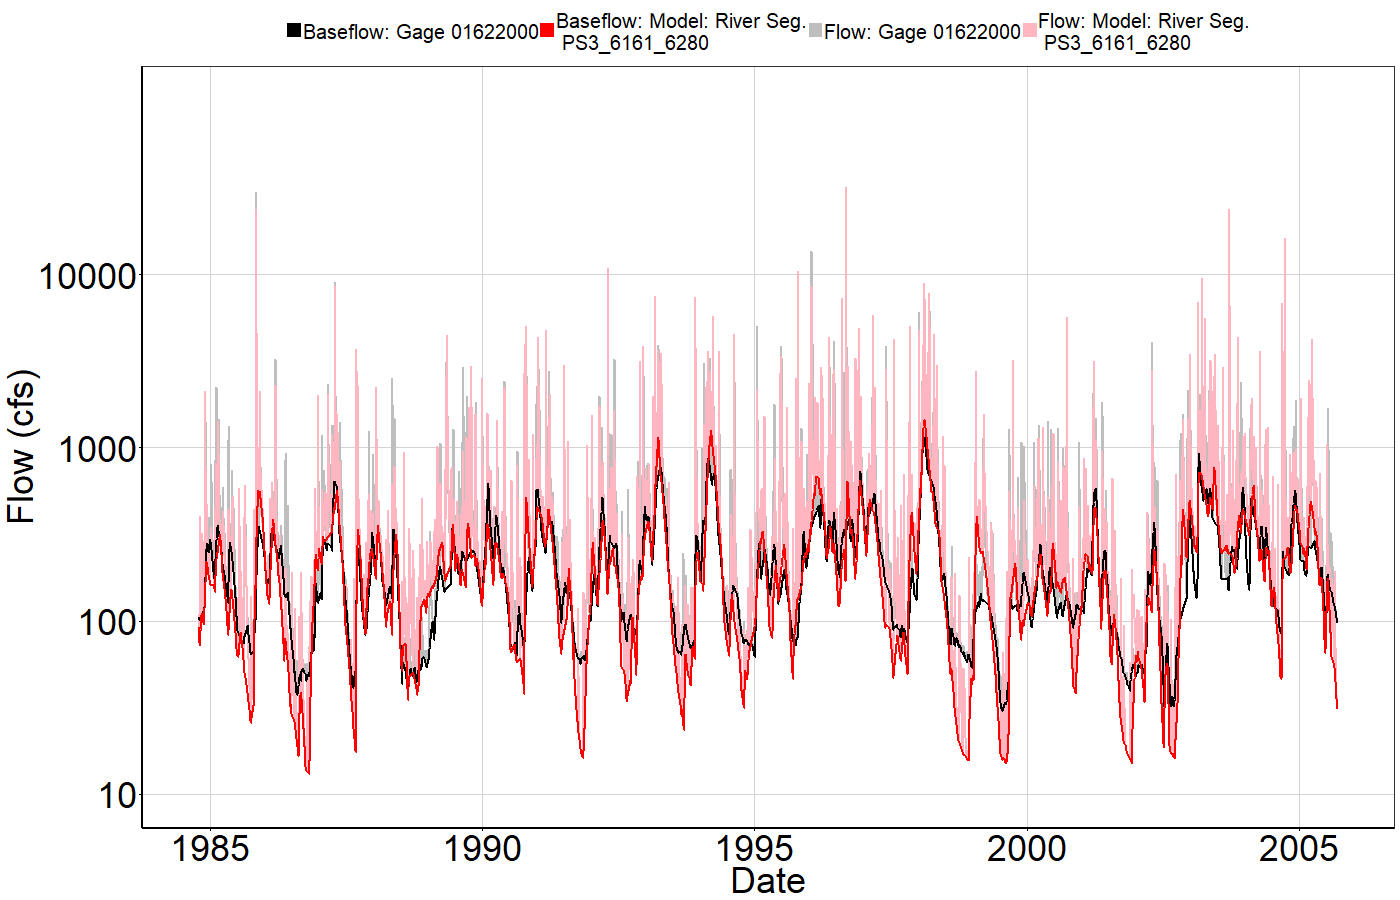 Baseflow: Gage 01622000 Baseflow: Model: River Seg. Flow: Gage 01622000 Flow: Model: River Seg.
PS3_6161_6280 PS3_6161_6280
10000
1000
100
10
Flow (cfs)
1985 1990 1995 2000 2005
Date